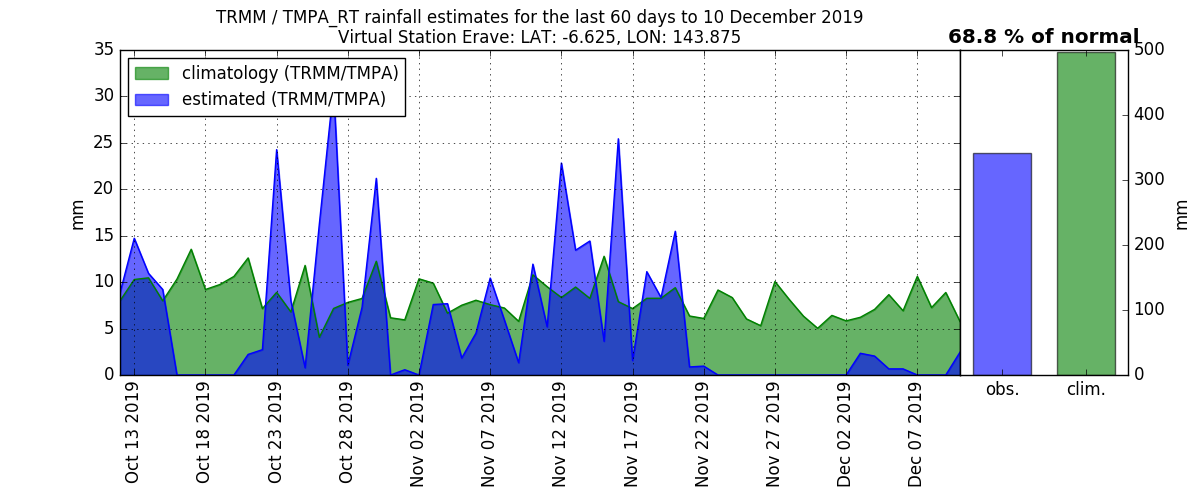 TRMM / TMPA_RT rainfall estimates for the last 60 days to 10 December 2019
Virtual Station Erave: LAT: -6.625, LON: 143.875
68.8 % of normal
climatology (TRMM/TMPA)
estimated (TRMM/TMPA)
35
30
25
20
15
10
5
0
mm
Oct 13 2019
Oct 18 2019
Oct 23 2019
Oct 28 2019
Nov 02 2019
Nov 07 2019
Nov 12 2019
Nov 17 2019
Nov 22 2019
Nov 27 2019
Dec 02 2019
Dec 07 2019
obs.
clim.
500
400
300
200
100
0
mm